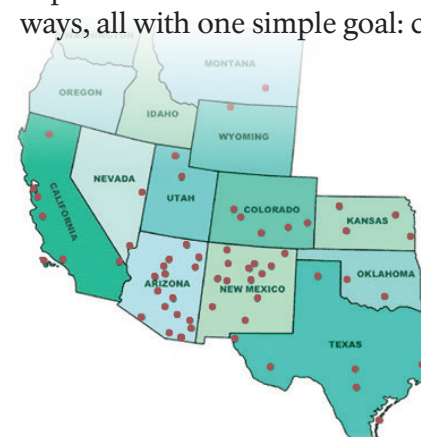 ways, all with one simple goal: c
MONTANA
OREGON
IDAHO
WYOMING
NEVADA
UTAH
COLORADO
KANSAS
CALIFORNIA
ARIZONA
NEW MEXICO
OKLAHOMA
TEXAS